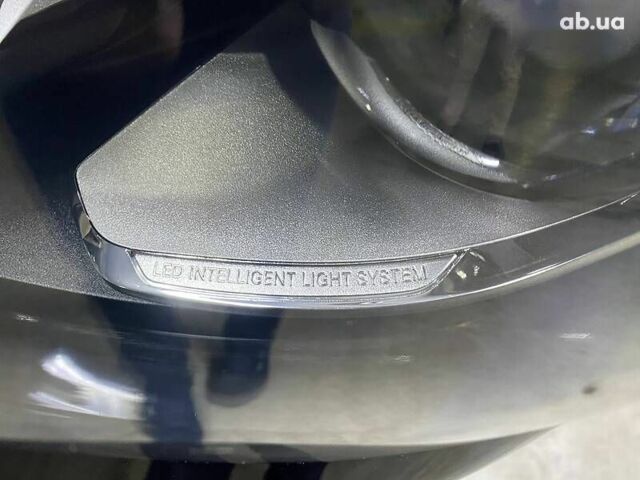 ab.ua
LED INTELLIGENT LIGHT SYSTEM